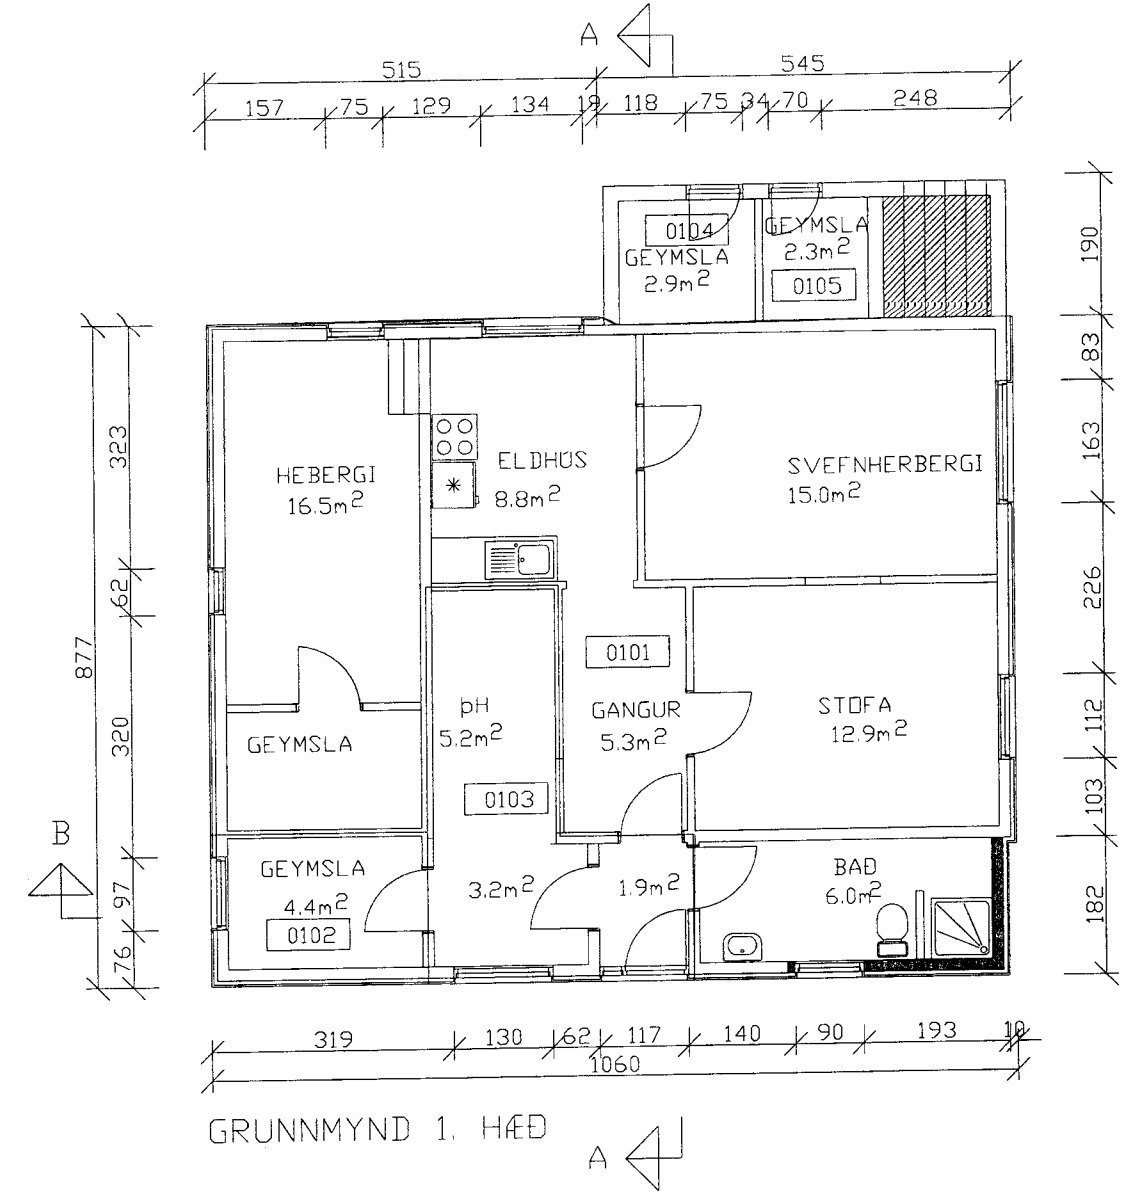 A
515 545
157 75 129 134 19 118 75 34 70 248
0104
GEYMSLA
2.9m2
GEYMSLA
2.3m2
0105
190
83
163
226
112
103
182
323
62
320
97
76
877
HEBERGI
16.5m2
ELDHÚS
8.8m2
SVEFNHERBERGI
15.0m2
0101
ÞH
5.2m2
GANGUR
5.3m2
STOFA
12.9m2
GEYMSLA
0103
B
GEYMSLA
4.4m2
0102
3.2m2
1.9m2
BAÐ
6.0m2
319 130 62 117 140 90 193 10
1060
GRUNNMYND 1. HÆÐ
A